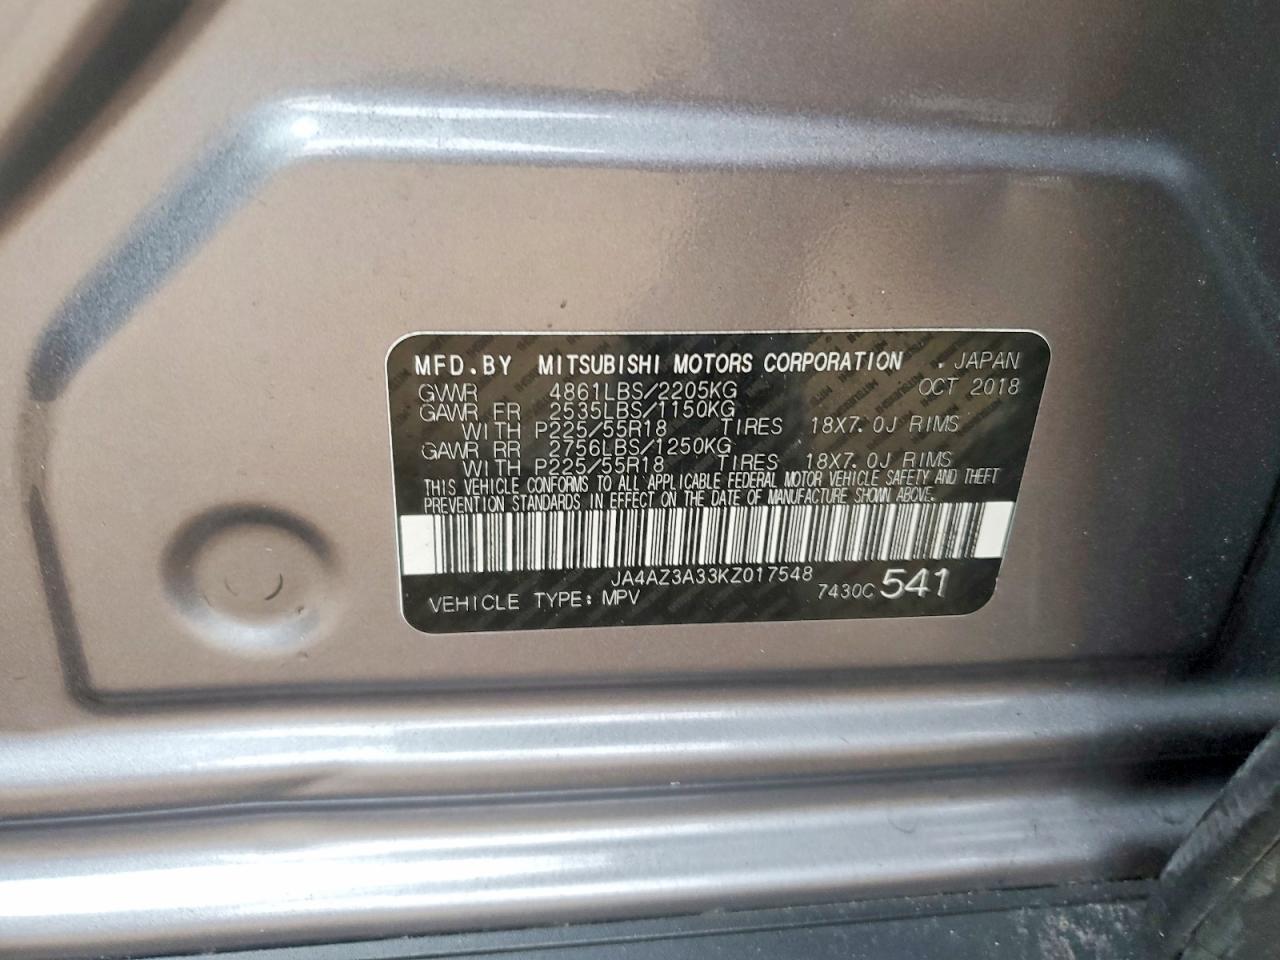 MFD.BY MITSUBISHI MOTORS CORPORATION . JAPAN
GVWR 4861LBS/2205KG OCT 2018
GAWR FR 2535LBS/1150KG
WITH P225/55R18 TIRES 18X7.0J RIMS
GAWR RR 2756LBS/1250KG
WITH P225/55R18 TIRES 18X7.0J RIMS
THIS VEHICLE CONFORMS TO ALL APPLICABLE FEDERAL MOTOR VEHICLE SAFETY AND THEFT
PREVENTION STANDARDS IN EFFECT ON THE DATE OF MANUFACTURE SHOWN ABOVE.
JA4AZ3A33KZ017548
VEHICLE TYPE: MPV 7430C 541